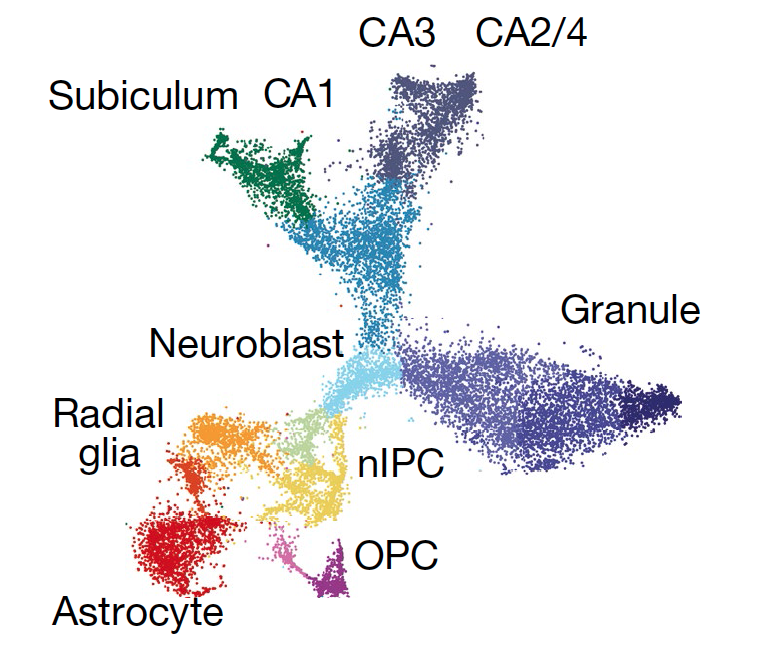 CA3 CA2/4
Subiculum CA1
Granule
Neuroblast
Radial
glia
nIPC
OPC
Astrocyte